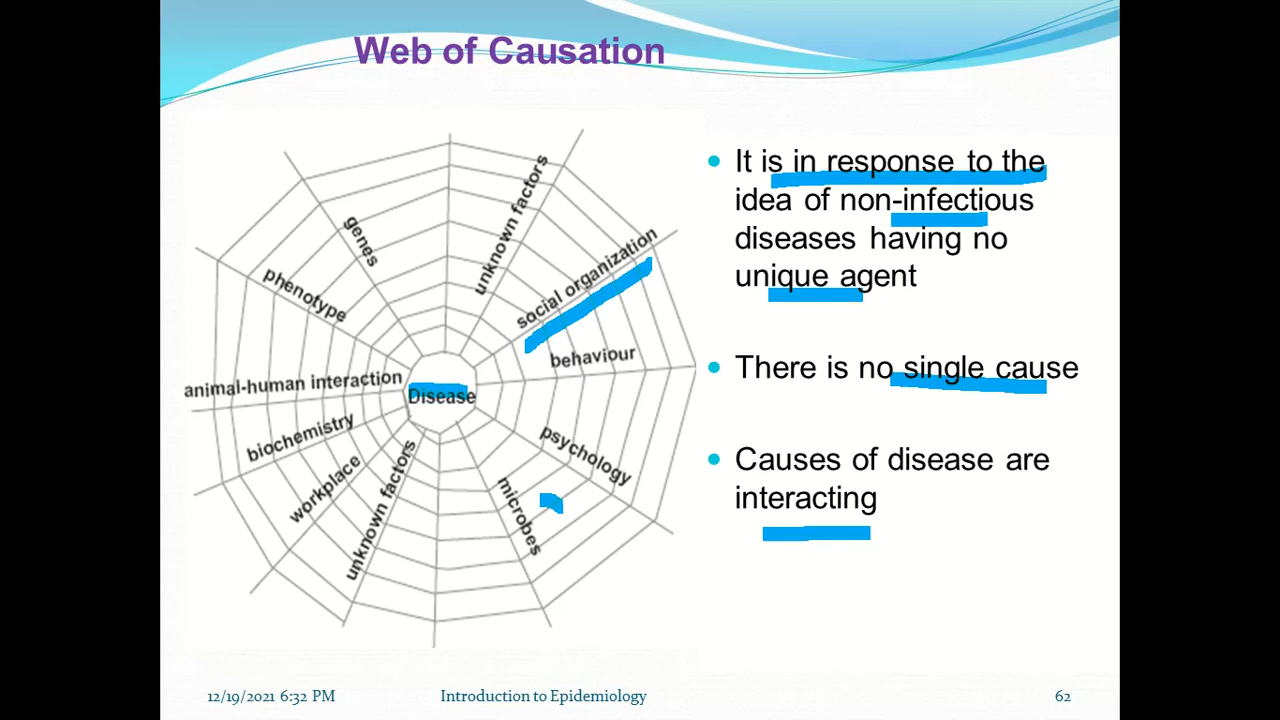 Web of Causation
It is in response to the
idea of non-infectious
diseases having no
unique agent
There is no single cause
Causes of disease are
interacting
genes
unknown factors
social organization
phenotype
behaviour
animal-human interaction
Disease
biochemistry
psychology
workplace
unknown factors
microbes
12/19/2021 6:32 PM
Introduction to Epidemiology
62